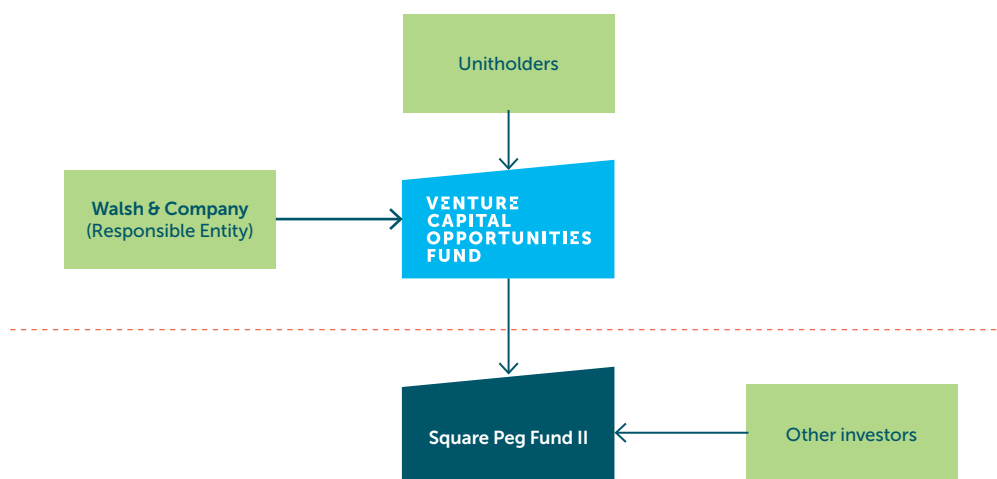 Unitholders
Walsh & Company
(Responsible Entity)
VENTURE
CAPITAL
OPPORTUNITIES
FUND
Square Peg Fund II
Other investors